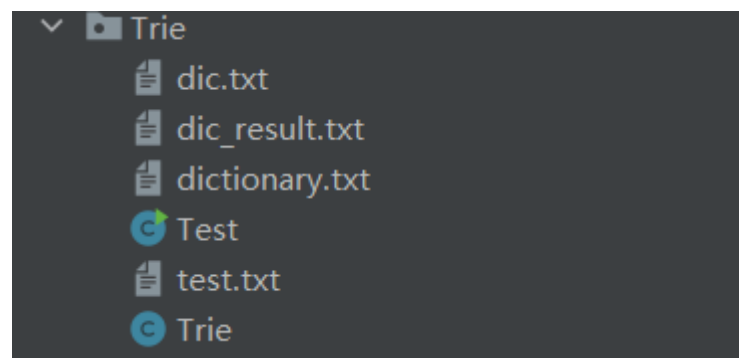 Trie
dic.txt
dic_result.txt
dictionary.txt
Test
test.txt
Trie